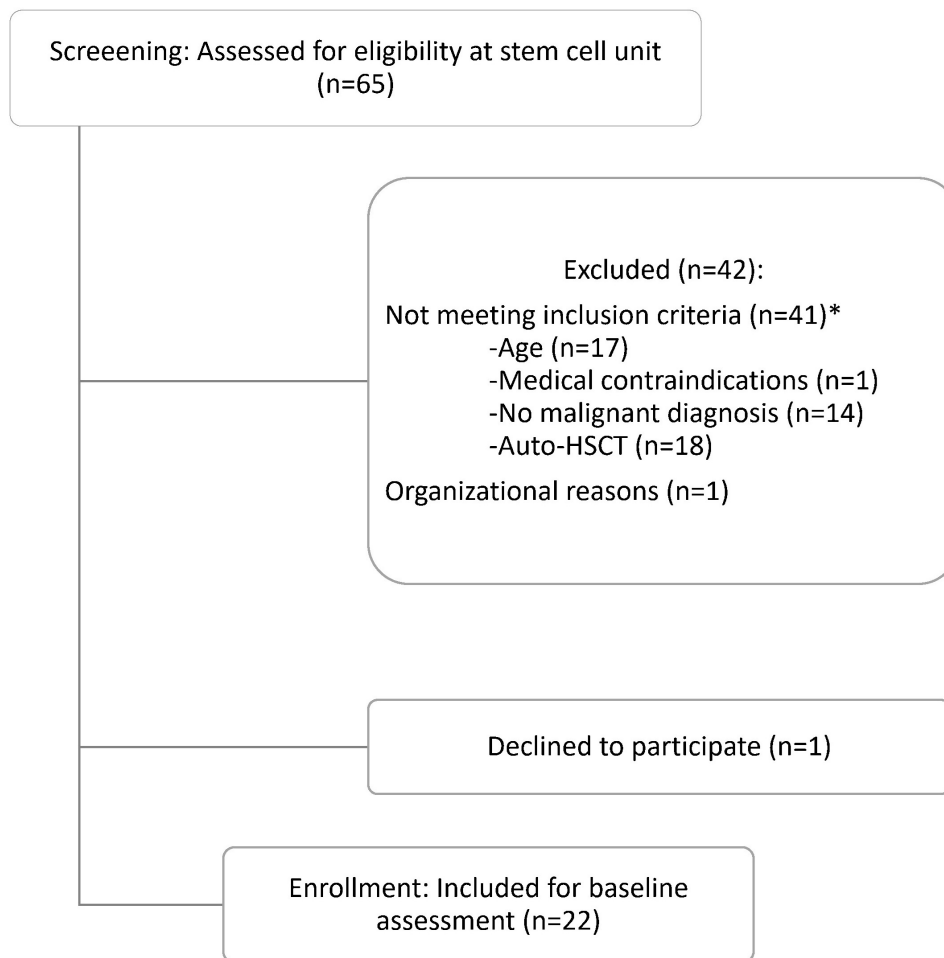 Screeening: Assessed for eligibility at stem cell unit
(n=65)
Excluded (n=42):
Not meeting inclusion criteria (n=41)*
-Age (n=17)
-Medical contraindications (n=1)
-No malignant diagnosis (n=14)
-Auto-HSCT (n=18)
Organizational reasons (n=1)
Declined to participate (n=1)
Enrollment: Included for baseline
assessment (n=22)